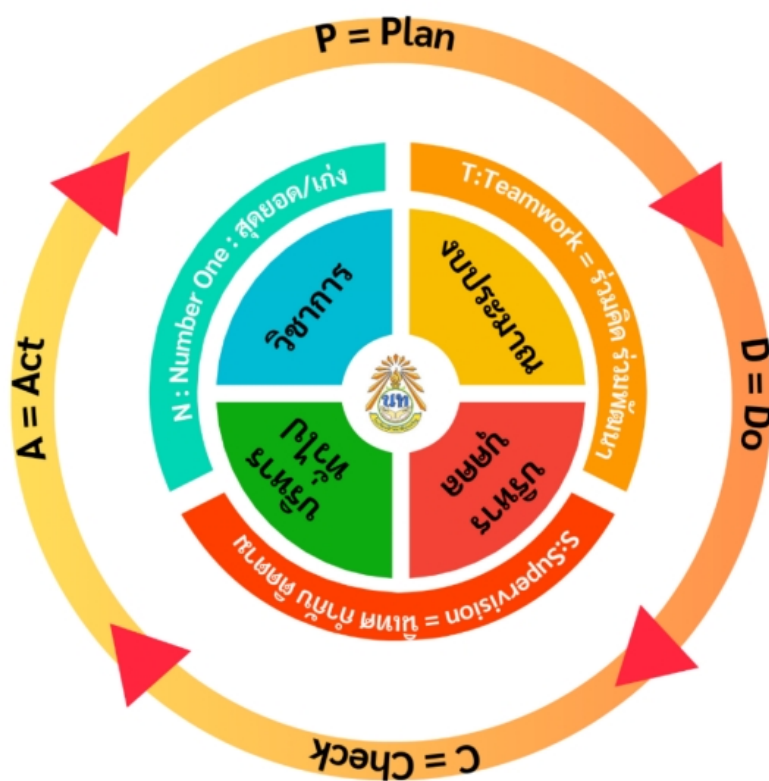 P = Plan
D = Do
C = Check
A = Act
N : Number One : สุดยอด/เก่ง
T:Teamwork = ร่วมคิด ร่วมพัฒนา
S:Supervision = นิเทศ กำกับ ติดตาม
วิชาการ
งบประมาณ
บริหาร
บุคคล
บริหาร
ทั่วไป
นท